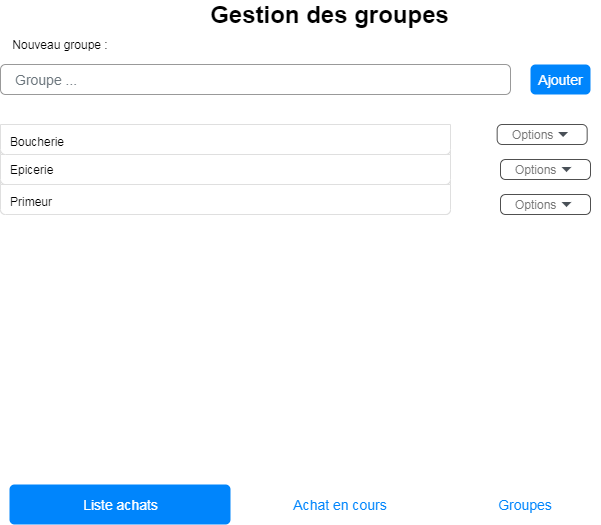 Gestion des groupes
Nouveau groupe :
Groupe ...
Ajouter
Boucherie
Options
Epicerie
Options
Primeur
Options
Liste achats
Achat en cours
Groupes